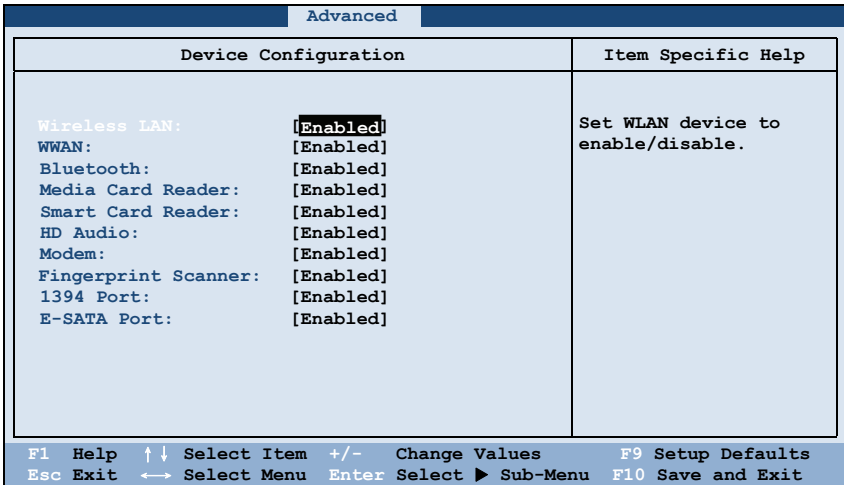 Advanced
Device Configuration
Item Specific Help
Wireless LAN: [Enabled]
WWAN: [Enabled]
Bluetooth: [Enabled]
Media Card Reader: [Enabled]
Smart Card Reader: [Enabled]
HD Audio: [Enabled]
Modem: [Enabled]
Fingerprint Scanner: [Enabled]
1394 Port: [Enabled]
E-SATA Port: [Enabled]
Set WLAN device to
enable/disable.
F1 Help ↑↓ Select Item +/- Change Values F9 Setup Defaults
Esc Exit ←→ Select Menu Enter Select ▶ Sub-Menu F10 Save and Exit